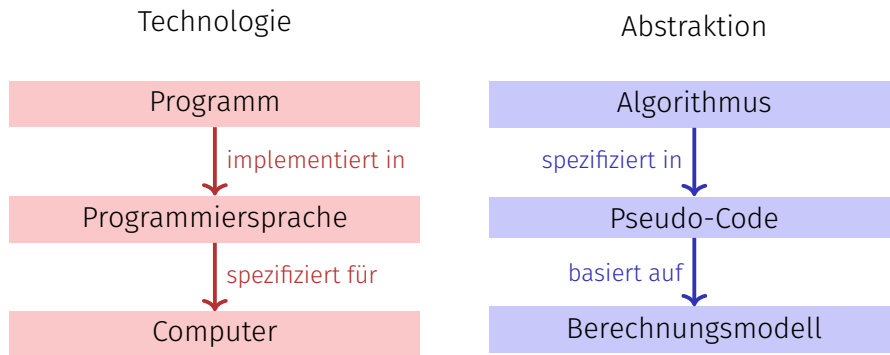 Technologie
Abstraktion
Programm
Algorithmus
implementiert in
spezifiziert in
Programmiersprache
Pseudo-Code
spezifiziert für
basiert auf
Computer
Berechnungsmodell